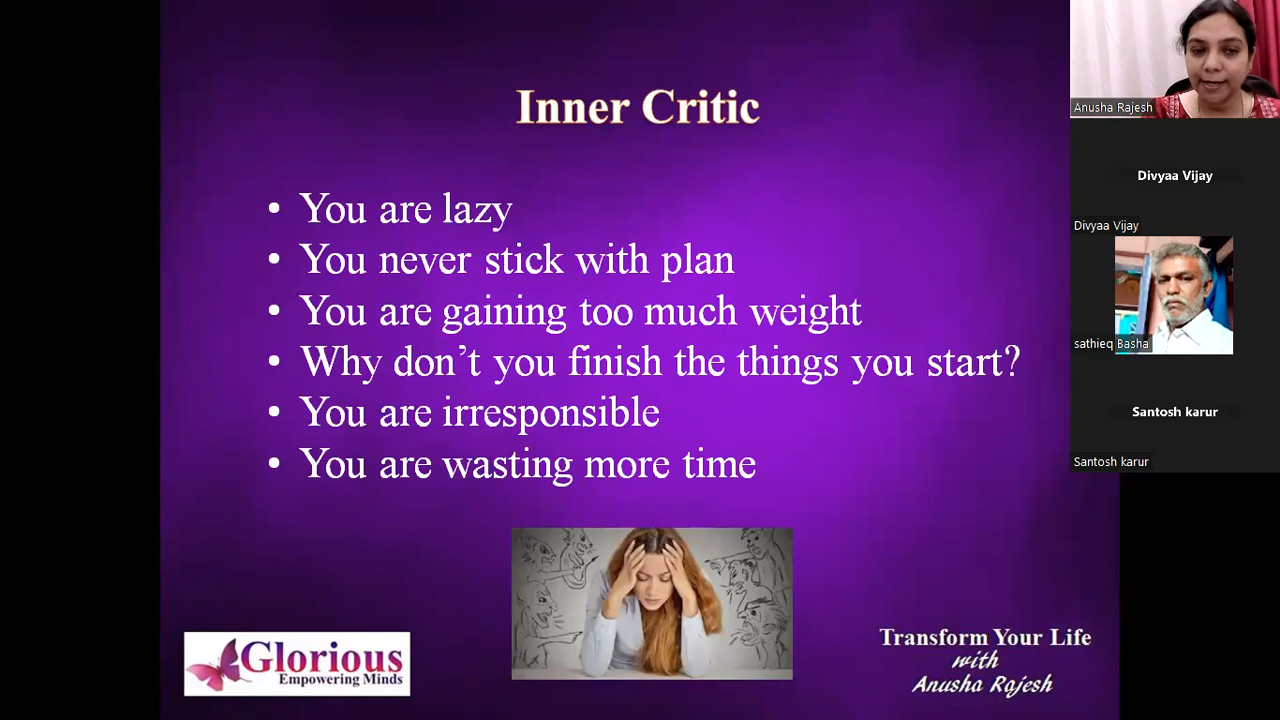 Inner Critic
• You are lazy
• You never stick with plan
• You are gaining too much weight
• Why don’t you finish the things you start?
• You are irresponsible
• You are wasting more time
Glorious
Empowering Minds
Transform Your Life
with
Anusha Rajesh
Anusha Rajesh
Divyaa Vijay
Divyaa Vijay
sathieq Basha
Santosh karur
Santosh karur